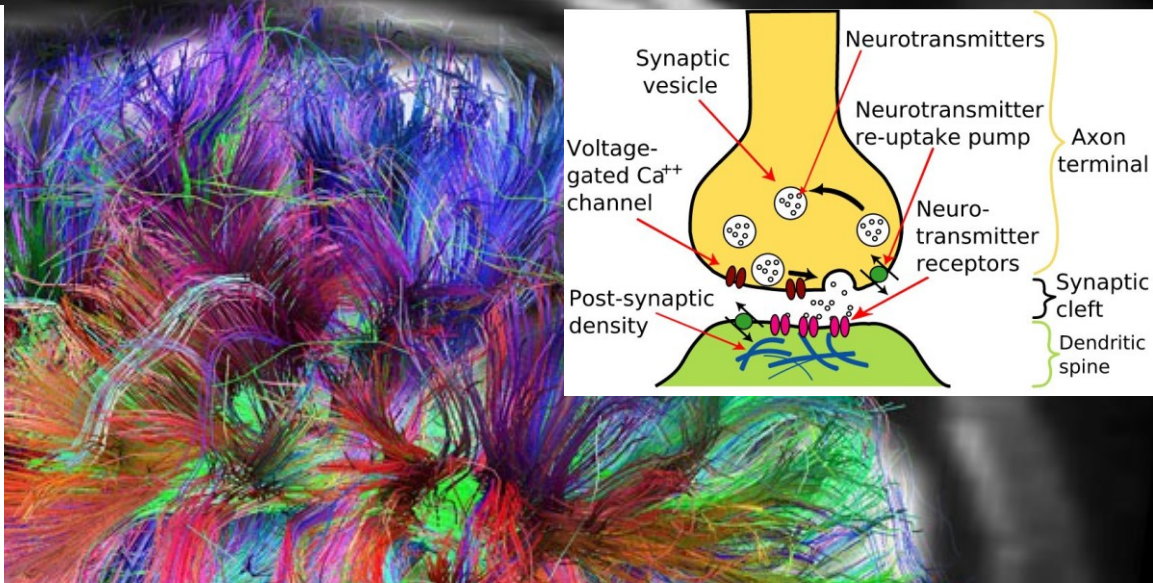 Neurotransmitters
Synaptic
vesicle
Neurotransmitter
re-uptake pump
Axon
terminal
Voltage-
gated Ca++
channel
Neuro-
transmitter
receptors
Synaptic
cleft
Post-synaptic
density
Dendritic
spine